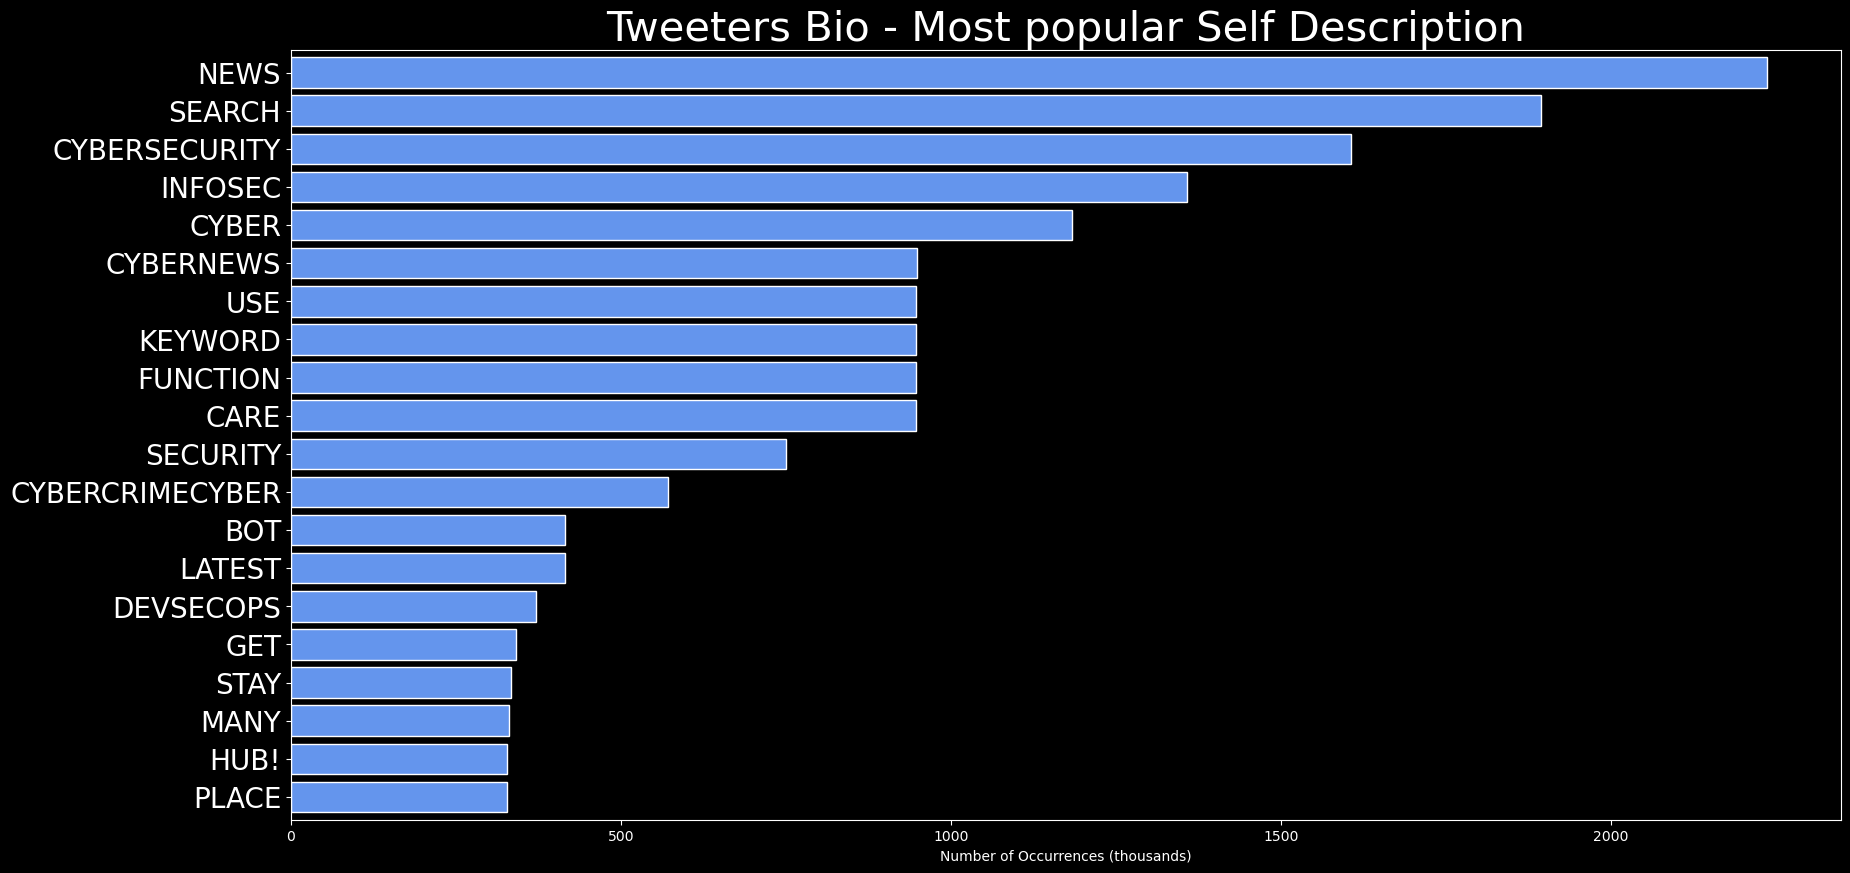 Tweeters Bio - Most popular Self Description
NEWS
SEARCH
CYBERSECURITY
INFOSEC
CYBER
CYBERNEWS
USE
KEYWORD
FUNCTION
CARE
SECURITY
CYBERCRIMECYBER
BOT
LATEST
DEVSECOPS
GET
STAY
MANY
HUB!
PLACE
0 500 1000 1500 2000
Number of Occurrences (thousands)